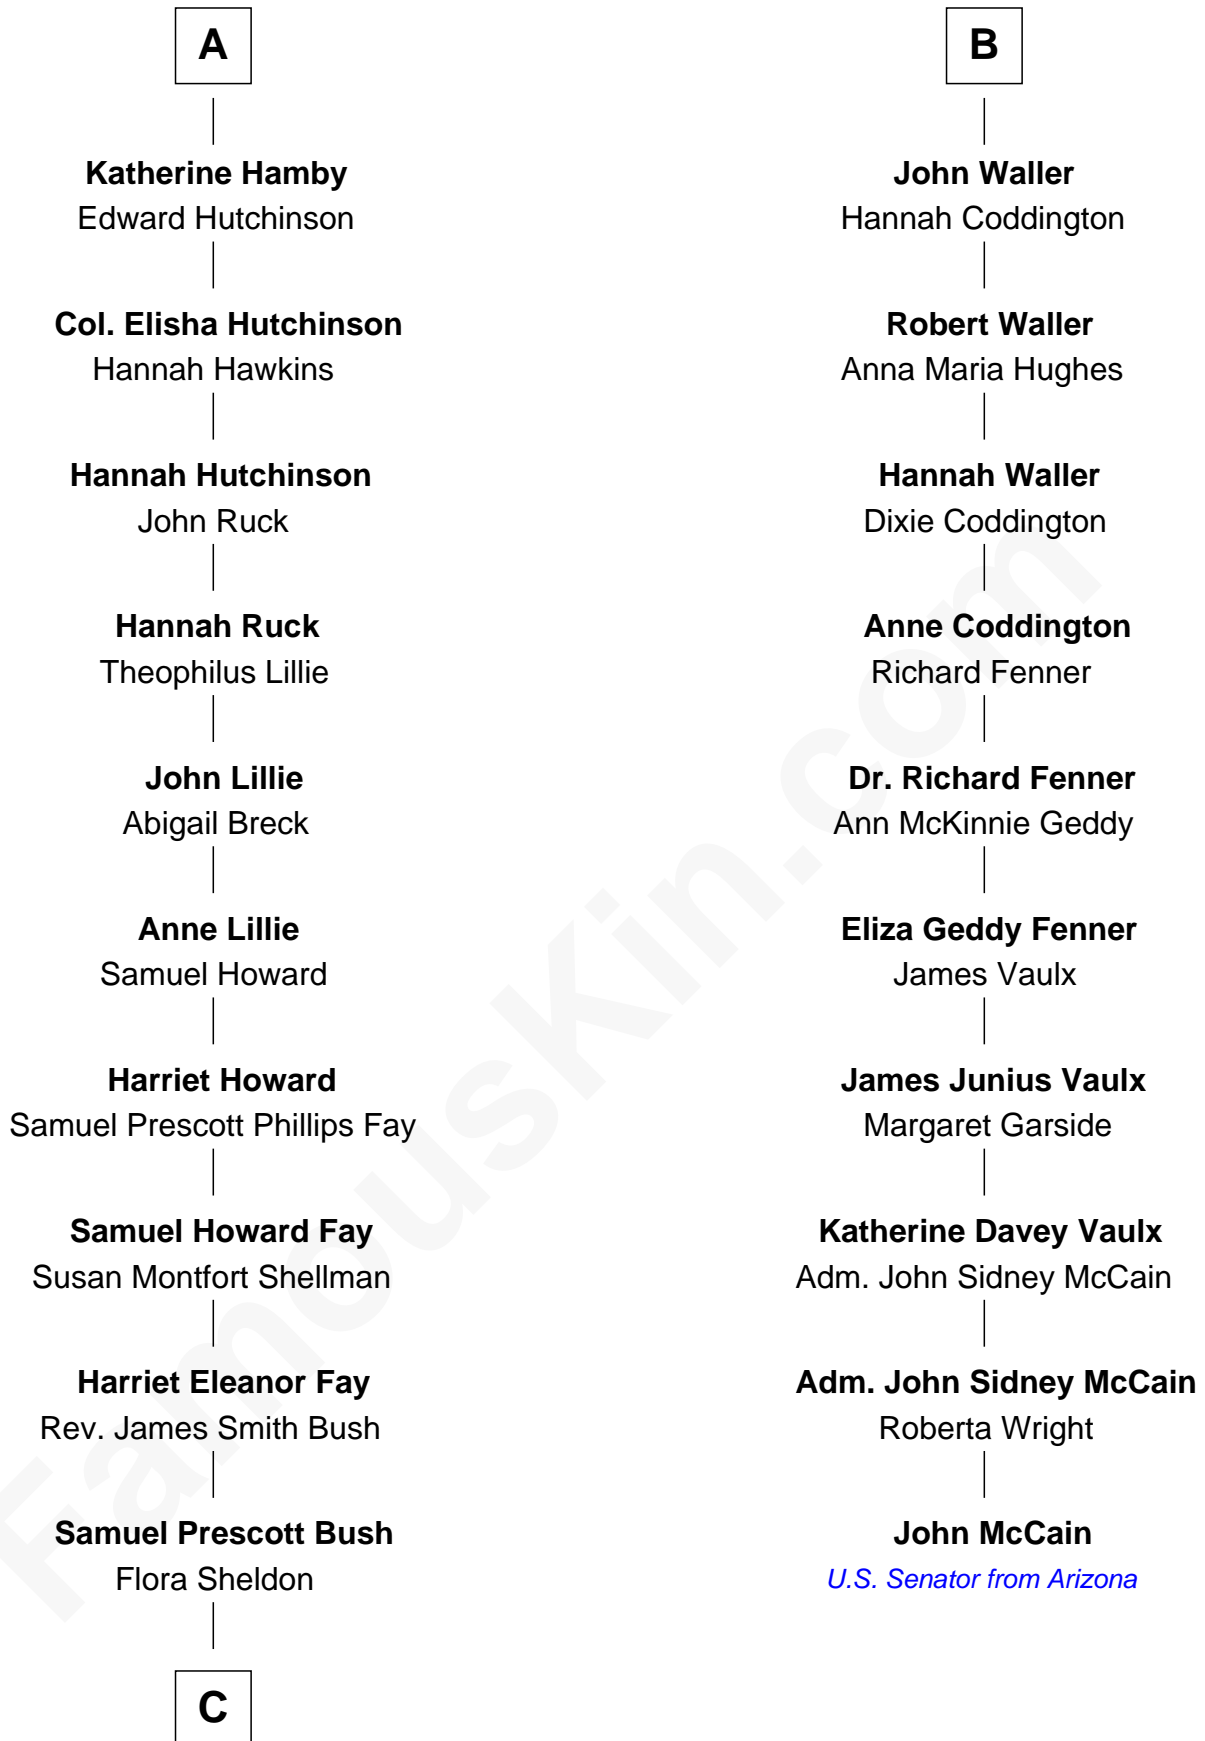 A
Katherine Hamby
Edward Hutchinson
Col. Elisha Hutchinson
Hannah Hawkins
Hannah Hutchinson
John Ruck
Hannah Ruck
Theophilus Lillie
John Lillie
Abigail Breck
Anne Lillie
Samuel Howard
Harriet Howard
Samuel Prescott Phillips Fay
Samuel Howard Fay
Susan Montfort Shellman
Harriet Eleanor Fay
Rev. James Smith Bush
Samuel Prescott Bush
Flora Sheldon
C
B
John Waller
Hannah Coddington
Robert Waller
Anna Maria Hughes
Hannah Waller
Dixie Coddington
Anne Coddington
Richard Fenner
Dr. Richard Fenner
Ann McKinnie Geddy
Eliza Geddy Fenner
James Vaulx
James Junius Vaulx
Margaret Garside
Katherine Davey Vaulx
Adm. John Sidney McCain
Adm. John Sidney McCain
Roberta Wright
John McCain
U.S. Senator from Arizona
FamousKin.com